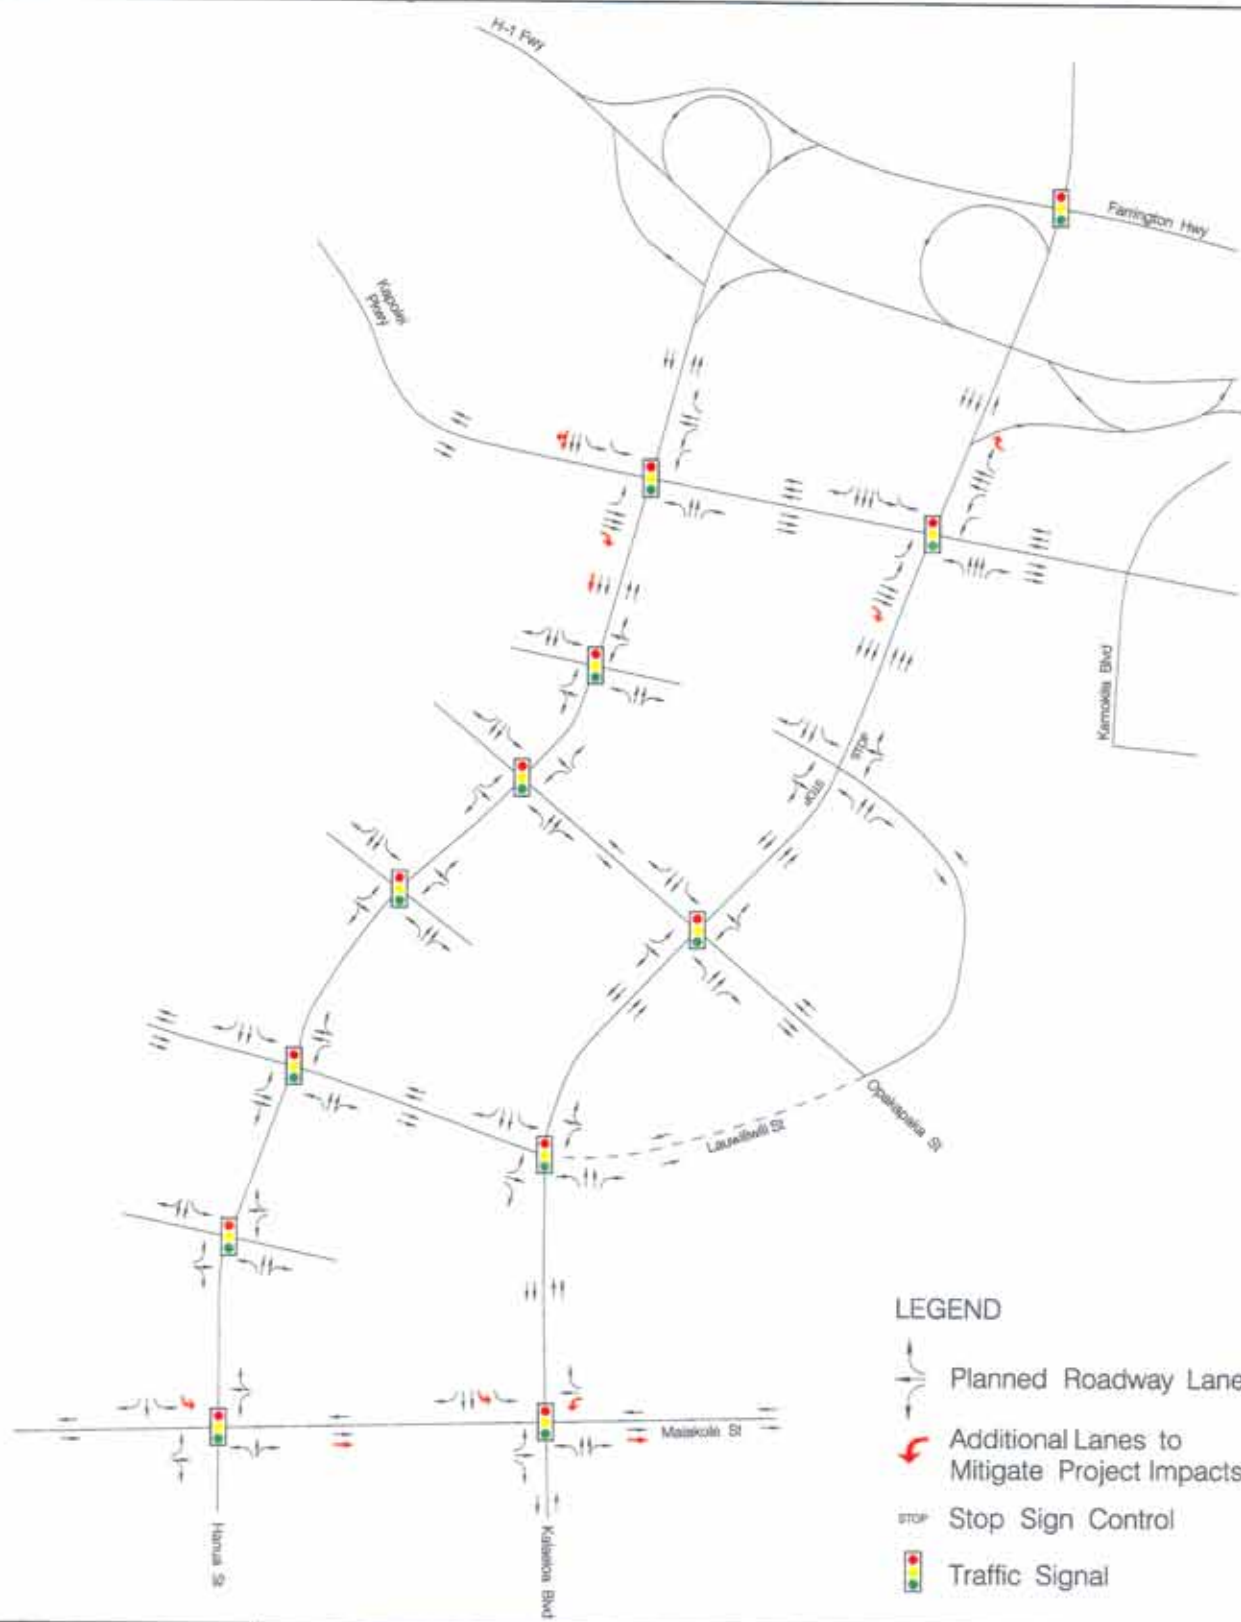 H-1 Fwy
Farrington Hwy
Kapolei
Pkwy
Kamokila Blvd
STOP
STOP
Opakapaka St
Lauwiliwili St
Malakole St
Hanua St
Kalaeloa Blvd
LEGEND
Planned Roadway Lane
Additional Lanes to
Mitigate Project Impacts
STOP Stop Sign Control
Traffic Signal